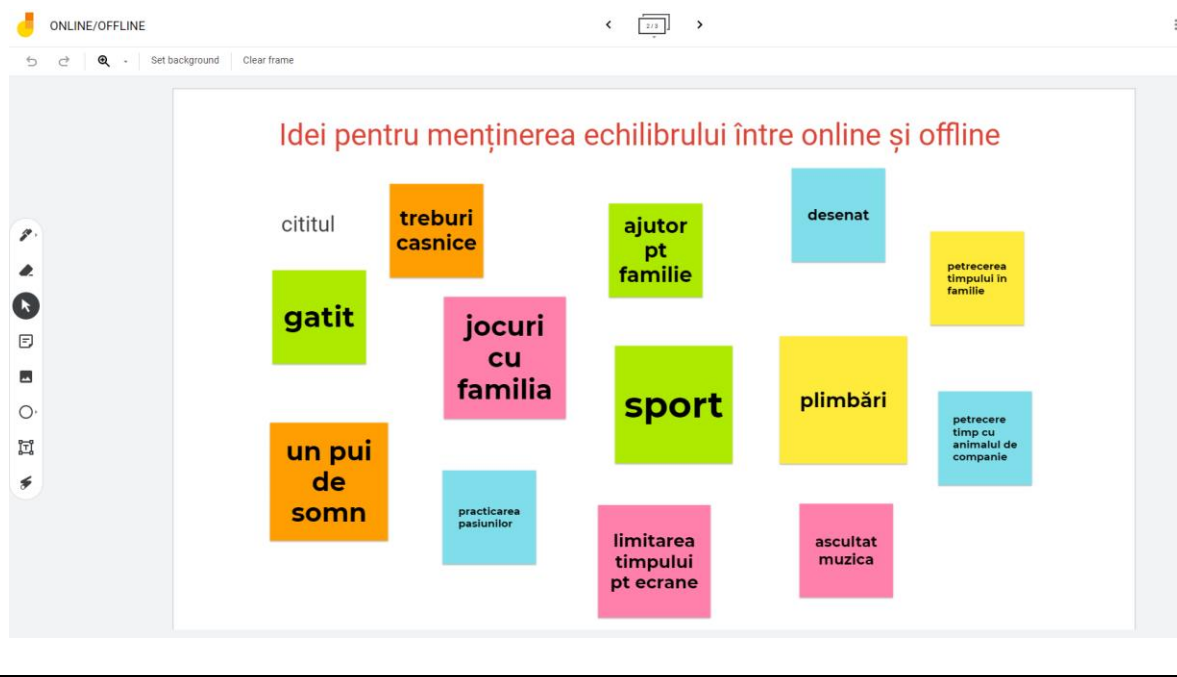 ONLINE/OFFLINE
2 / 3
Set background
Clear frame
Idei pentru menținerea echilibrului între online și offline
cititul
treburi
casnice
ajutor
pt
familie
desenat
petrecerea
timpului în
familie
gatit
jocuri
cu
familia
sport
plimbări
petrecere
timp cu
animalul de
companie
un pui
de
somn
practicarea
pasiunilor
limitarea
timpului
pt ecrane
ascultat
muzica